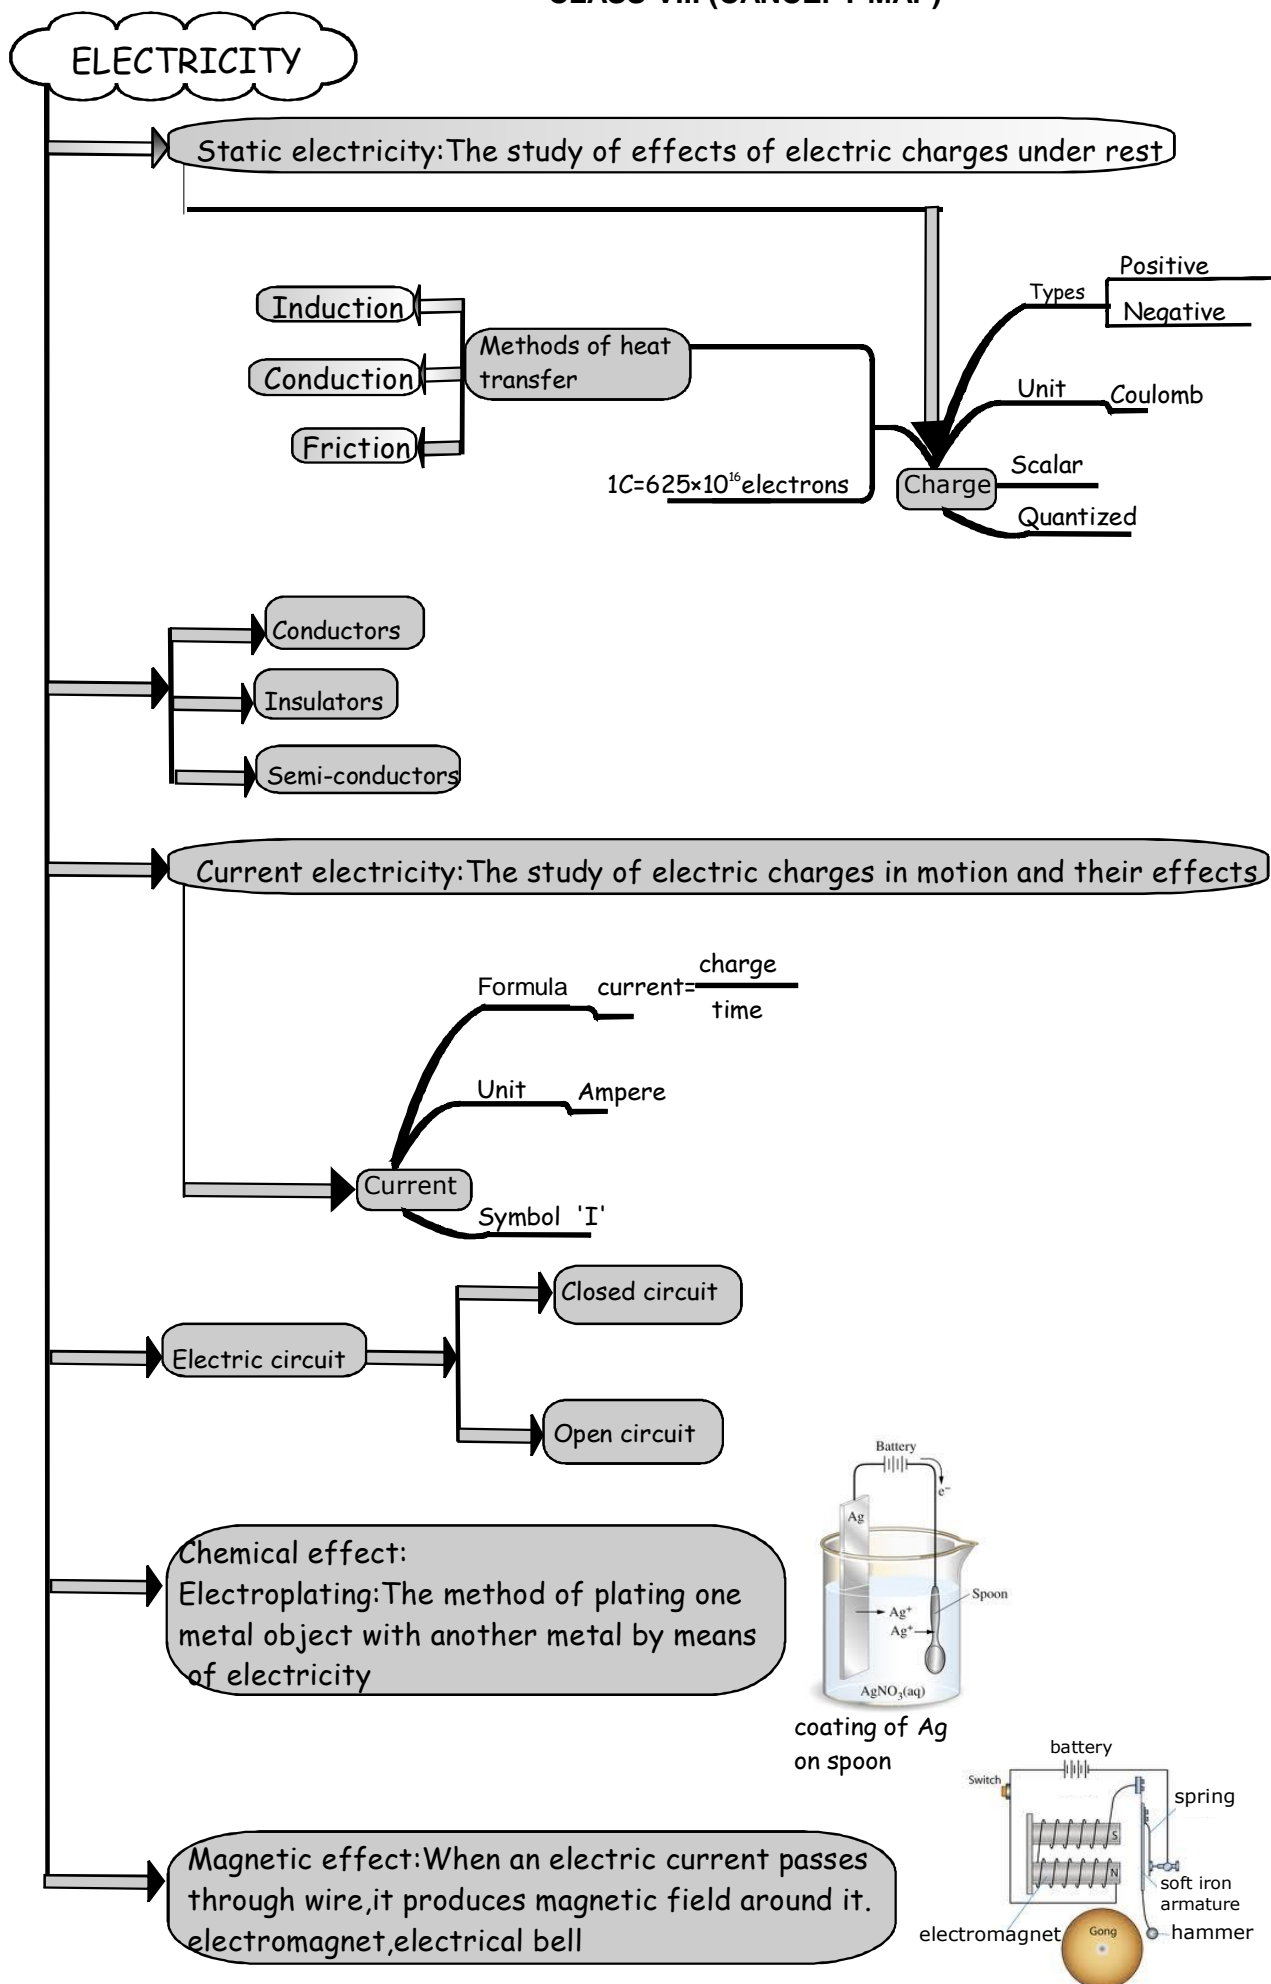 ELECTRICITY
Static electricity:The study of effects of electric charges under rest
Positive
Types
Negative
Induction
Methods of heat
transfer
Conduction
Unit
Coulomb
Friction
Scalar
1C=625×10¹⁶electrons
Charge
Quantized
Conductors
Insulators
Semi-conductors
Current electricity:The study of electric charges in motion and their effects
Formula current=charge
time
Unit Ampere
Current
Symbol 'I'
Closed circuit
Electric circuit
Open circuit
Battery
e⁻
Ag
Chemical effect:
Electroplating:The method of plating one
metal object with another metal by means
of electricity
Spoon
Ag⁺
Ag⁺
AgNO₃(aq)
coating of Ag
on spoon
battery
Switch
spring
S
N
Magnetic effect:When an electric current passes
through wire,it produces magnetic field around it.
electromagnet,electrical bell
soft iron
armature
electromagnet
Gong
hammer